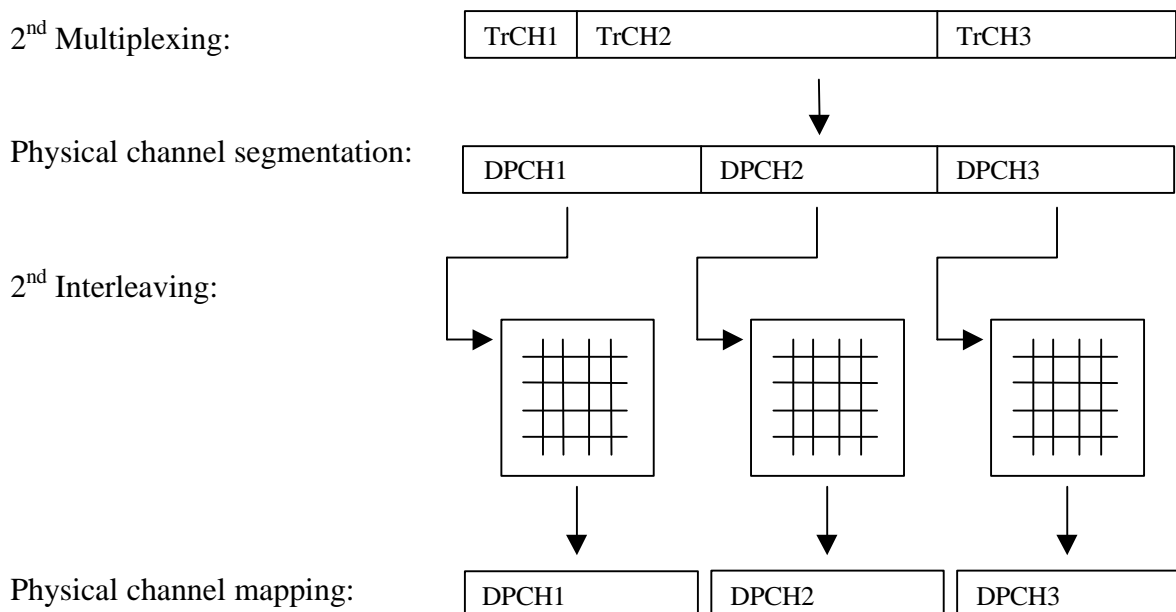 2nd Multiplexing: TrCH1 TrCH2 TrCH3
Physical channel segmentation: DPCH1 DPCH2 DPCH3
2nd Interleaving:
Physical channel mapping: DPCH1 DPCH2 DPCH3